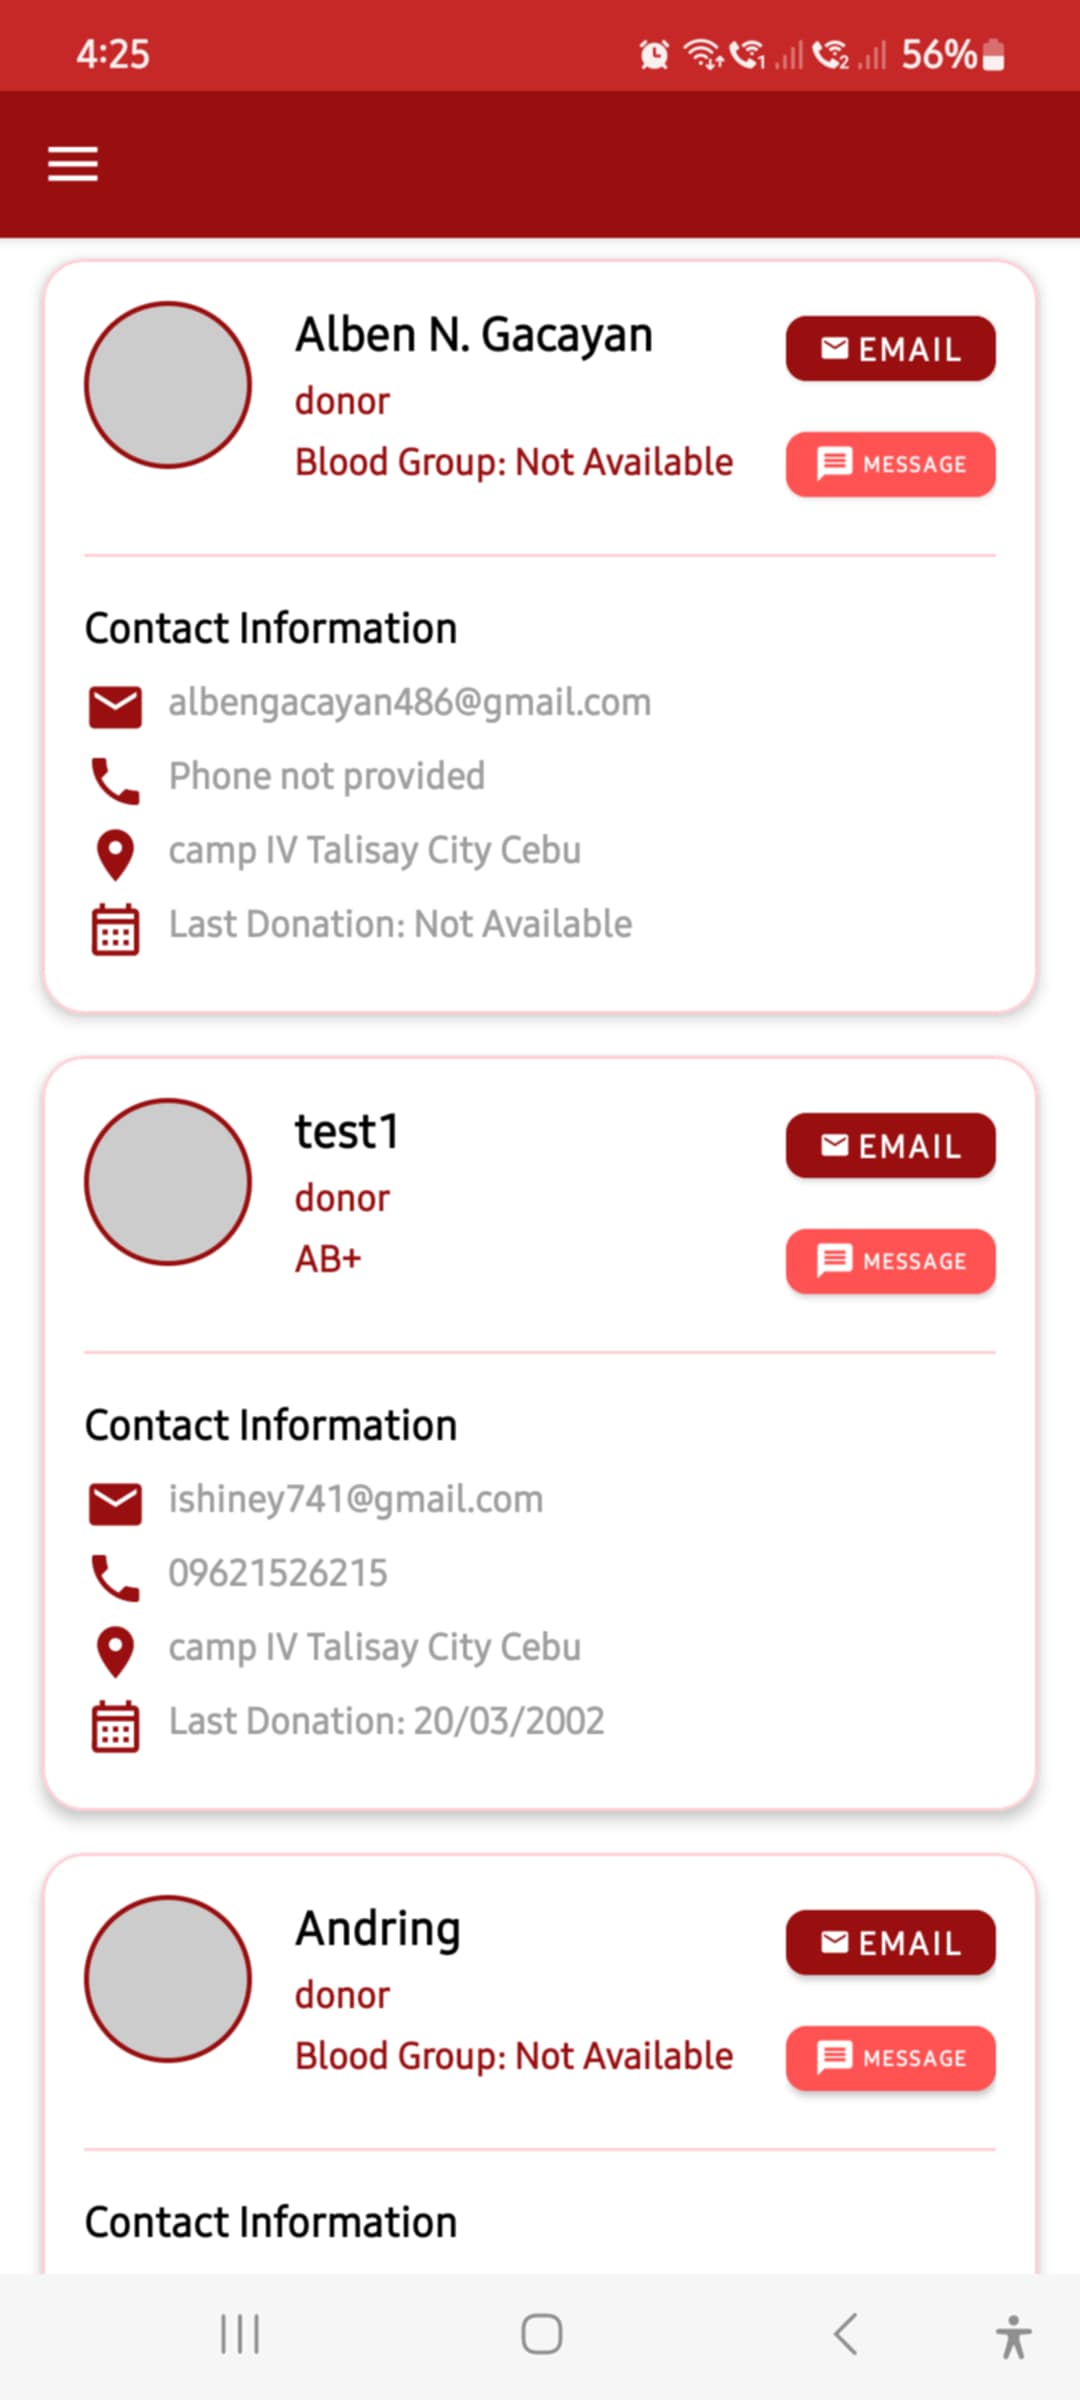 4:25
1
2
56%
Alben N. Gacayan
EMAIL
donor
Blood Group: Not Available
MESSAGE
Contact Information
albengacayan486@gmail.com
Phone not provided
camp IV Talisay City Cebu
Last Donation: Not Available
test1
EMAIL
donor
AB+
MESSAGE
Contact Information
ishiney741@gmail.com
09621526215
camp IV Talisay City Cebu
Last Donation: 20/03/2002
Andring
EMAIL
donor
Blood Group: Not Available
MESSAGE
Contact Information